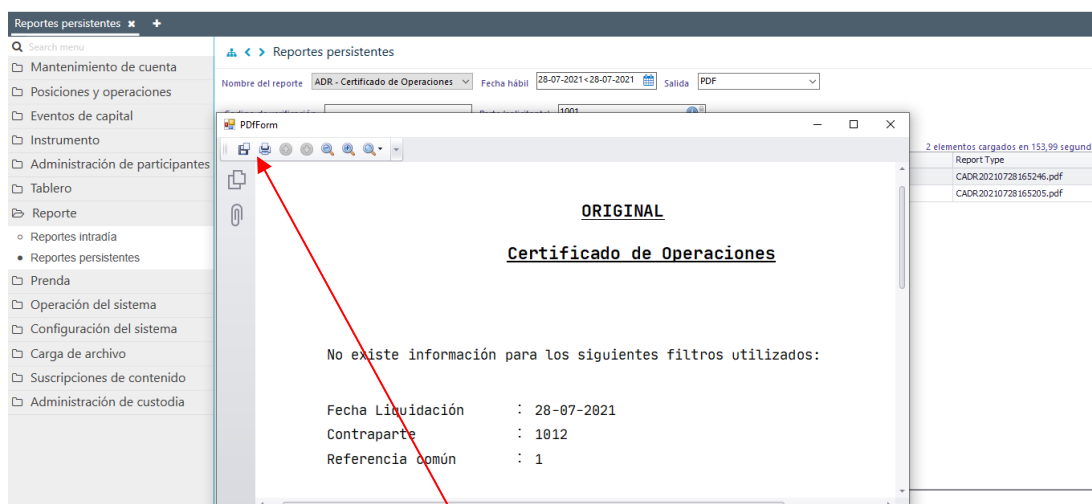 Reportes persistentes
Search menu
Mantenimiento de cuenta
Posiciones y operaciones
Eventos de capital
Instrumento
Administración de participantes
Tablero
Reporte
Reportes intradía
Reportes persistentes
Prenda
Operación del sistema
Configuración del sistema
Carga de archivo
Suscripciones de contenido
Administración de custodia
Reportes persistentes
Nombre del reporte ADR - Certificado de Operaciones Fecha hábil 28-07-2021<28-07-2021 Salida PDF
1001
2 elementos cargados en 153,99 segund
Report Type
CADR20210728165246.pdf
CADR20210728165205.pdf
PDfForm
ORIGINAL
Certificado de Operaciones
No existe información para los siguientes filtros utilizados:
Fecha Liquidación : 28-07-2021
Contraparte : 1012
Referencia común : 1